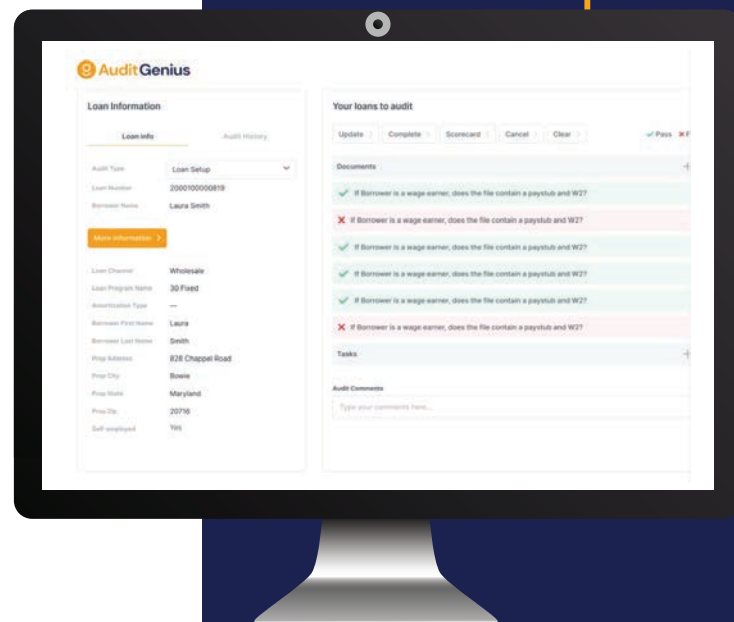 AuditGenius
Loan Information
Loan Info Audit History
Audit Type Loan Setup
Loan Number 2000100000819
Borrower Name Laura Smith
More Information
Loan Channel Wholesale
Loan Program Name 30 Fixed
Amortization Type —
Borrower First Name Laura
Borrower Last Name Smith
Prop Address 828 Chappel Road
Prop City Bowie
Prop State Maryland
Prop Zip 20716
Self employed Yes
Your loans to audit
Update Complete Scorecard Cancel Clear Pass F
Documents
If Borrower is a wage earner, does the file contain a paystub and W2?
If Borrower is a wage earner, does the file contain a paystub and W2?
If Borrower is a wage earner, does the file contain a paystub and W2?
If Borrower is a wage earner, does the file contain a paystub and W2?
If Borrower is a wage earner, does the file contain a paystub and W2?
If Borrower is a wage earner, does the file contain a paystub and W2?
Tasks
Audit Comments
Type your comments here...